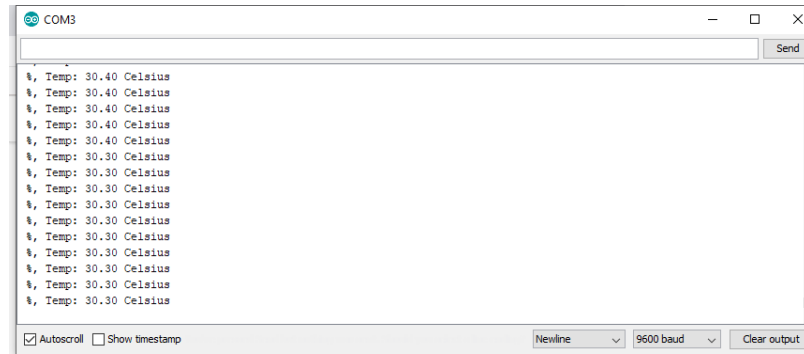 COM3
Send
%, Temp: 30.40 Celsius
%, Temp: 30.40 Celsius
%, Temp: 30.40 Celsius
%, Temp: 30.40 Celsius
%, Temp: 30.40 Celsius
%, Temp: 30.30 Celsius
%, Temp: 30.30 Celsius
%, Temp: 30.30 Celsius
%, Temp: 30.30 Celsius
%, Temp: 30.30 Celsius
%, Temp: 30.30 Celsius
%, Temp: 30.30 Celsius
%, Temp: 30.30 Celsius
%, Temp: 30.30 Celsius
%, Temp: 30.30 Celsius
Autoscroll Show timestamp Newline 9600 baud Clear output